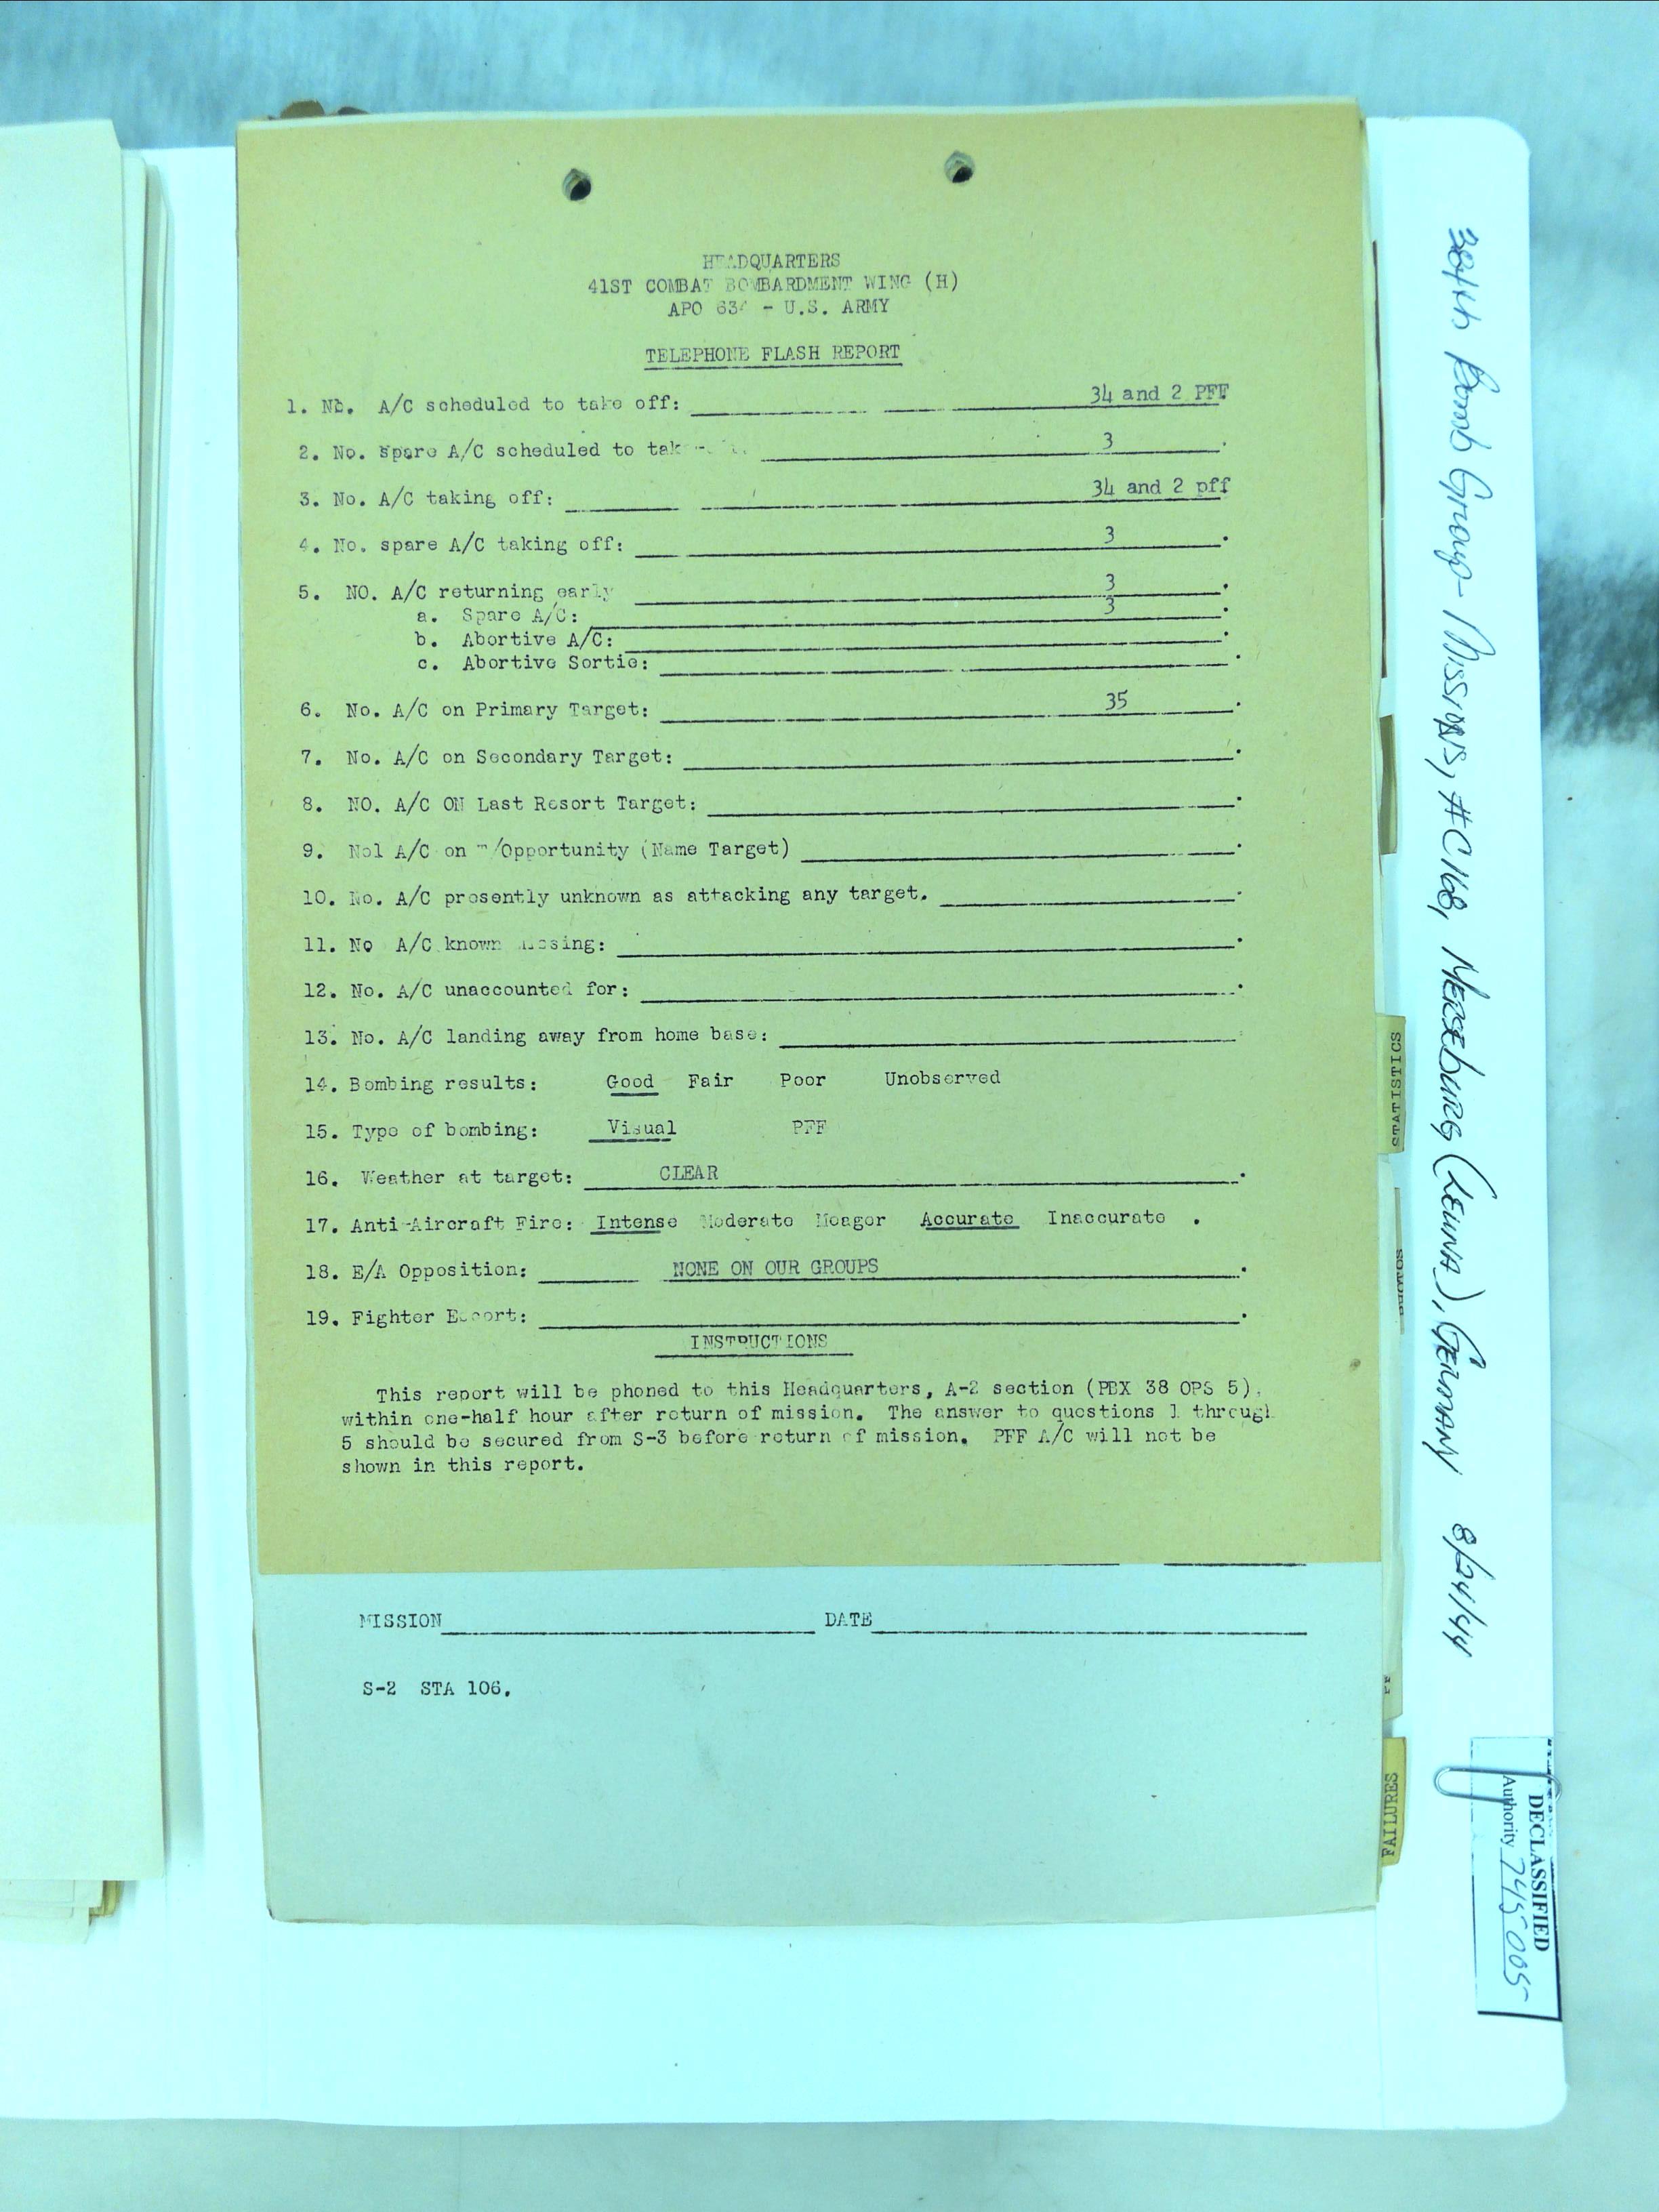 HEADQUARTERS
41ST COMBAT BOMBARDMENT WING (H)
APO 634 - U.S. ARMY
TELEPHONE FLASH REPORT
1. No. A/C scheduled to take off: 34 and 2 PFF
2. No. spare A/C scheduled to take- 3.
3. No. A/C taking off: 34 and 2 pff
4. No. spare A/C taking off: 3.
5. NO. A/C returning early 3.
a. Spare A/C: 3.
b. Abortive A/C: .
c. Abortive Sortie: .
6. No. A/C on Primary Target: 35.
7. No. A/C on Secondary Target: .
8. NO. A/C ON Last Resort Target: .
9. Nol A/C on /Opportunity (Name Target) .
10. No. A/C presently unknown as attacking any target. .
11. No A/C known missing: .
12. No. A/C unaccounted for: .
13. No. A/C landing away from home base:
14. Bombing results: Good Fair Poor Unobserved
15. Type of bombing: Visual PFF
16. Weather at target: CLEAR.
17. Anti-Aircraft Fire: Intense Moderate Meager Accurate Inaccurate .
18. E/A Opposition: NONE ON OUR GROUPS.
19. Fighter Escort: .
INSTRUCTIONS
This report will be phoned to this Headquarters, A-2 section (PBX 38 OPS 5),
within one-half hour after return of mission. The answer to questions 1 through
5 should be secured from S-3 before return of mission. PFF A/C will not be
shown in this report.
MISSION DATE
S-2 STA 106.
384th Bomb Group - Missions, #C168, Merseburg (Leuna), Germany 8/24/44
STATISTICS
FAILURES
DECLASSIFIED
Authority 745005